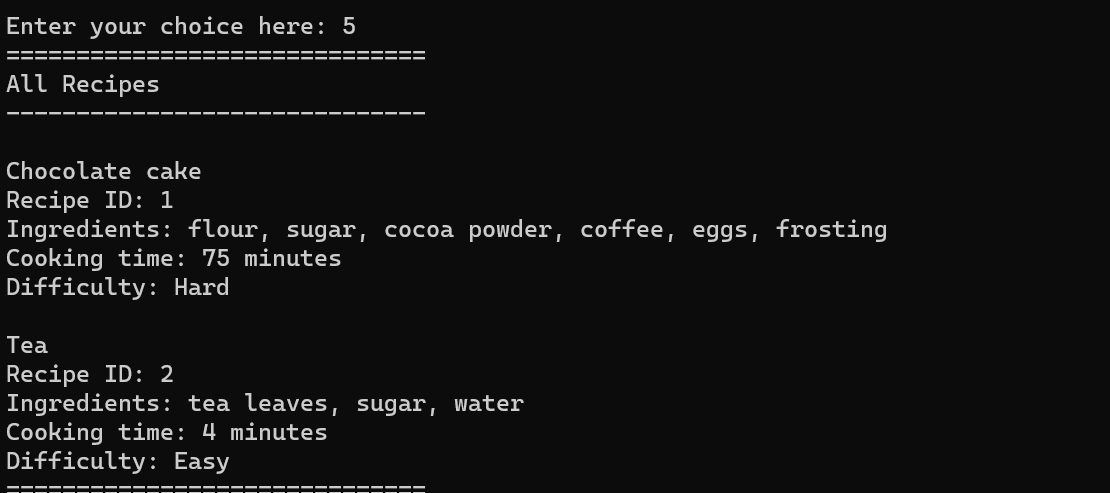 Enter your choice here: 5
==============================
All Recipes
------------------------------
Chocolate cake
Recipe ID: 1
Ingredients: flour, sugar, cocoa powder, coffee, eggs, frosting
Cooking time: 75 minutes
Difficulty: Hard
Tea
Recipe ID: 2
Ingredients: tea leaves, sugar, water
Cooking time: 4 minutes
Difficulty: Easy
==============================